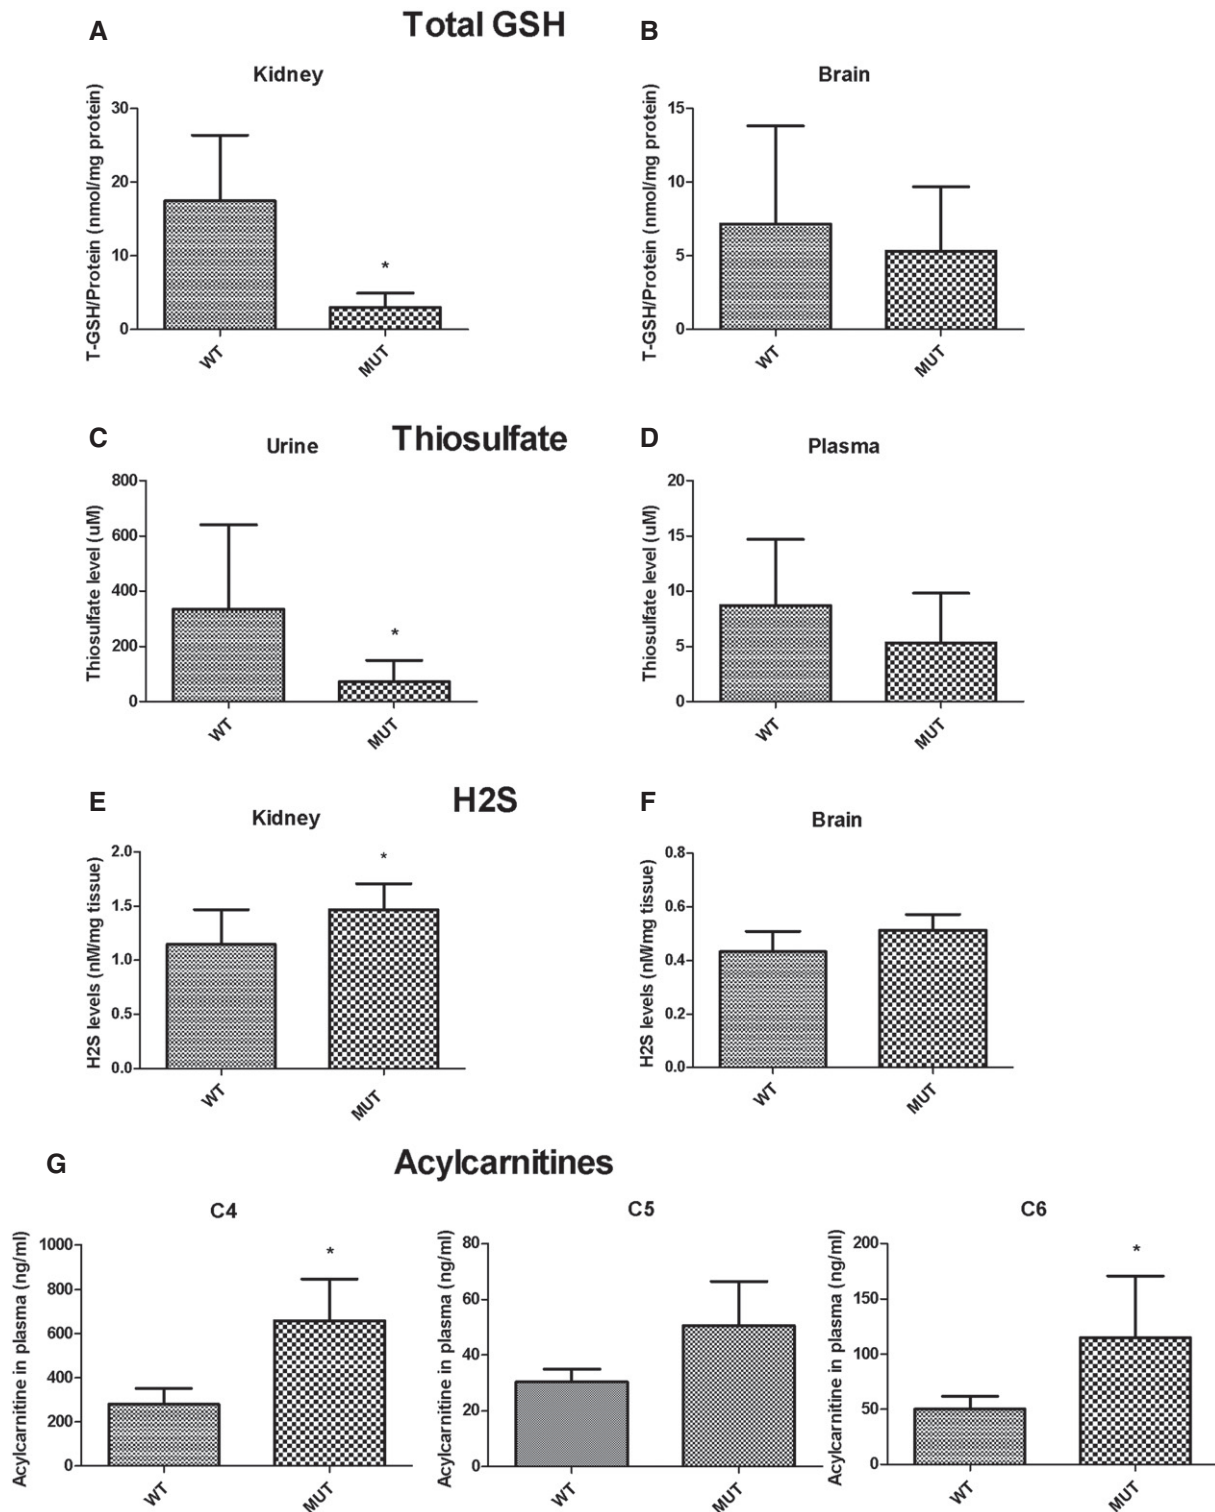 A
Total GSH
B
Kidney
Brain
T-GSH/Protein (nmol/mg protein)
30
20
10
0
*
WT
MUT
T-GSH/Protein (nmol/mg protein)
15
10
5
0
WT
MUT
C
Urine
Thiosulfate
D
Plasma
Thiosulfate level (uM)
800
600
400
200
0
*
WT
MUT
Thiosulfate level (uM)
20
15
10
5
0
WT
MUT
E
Kidney
H2S
F
Brain
H2S levels (nM/mg tissue)
2.0
1.5
1.0
0.5
0.0
*
WT
MUT
H2S levels (nM/mg tissue)
0.8
0.6
0.4
0.2
0.0
WT
MUT
G
Acylcarnitines
C4
C5
C6
Acylcarnitine in plasma (ng/ml)
1000
800
600
400
200
0
*
WT
MUT
Acylcarnitine in plasma (ng/ml)
80
60
40
20
0
WT
MUT
Acylcarnitine in plasma (ng/ml)
200
150
100
50
0
*
WT
MUT